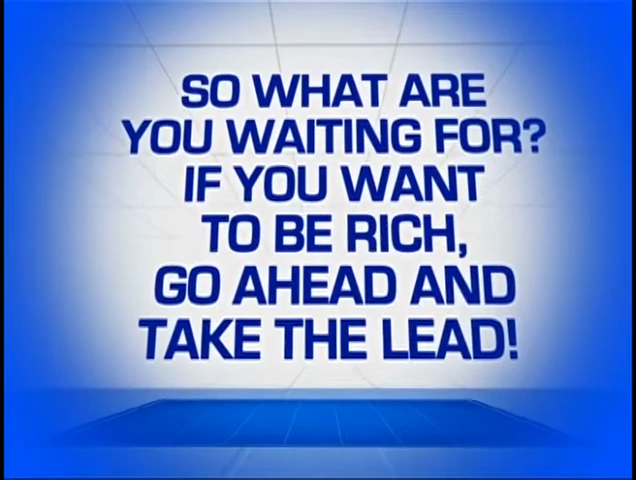 SO WHAT ARE
YOU WAITING FOR?
IF YOU WANT
TO BE RICH,
GO AHEAD AND
TAKE THE LEAD!